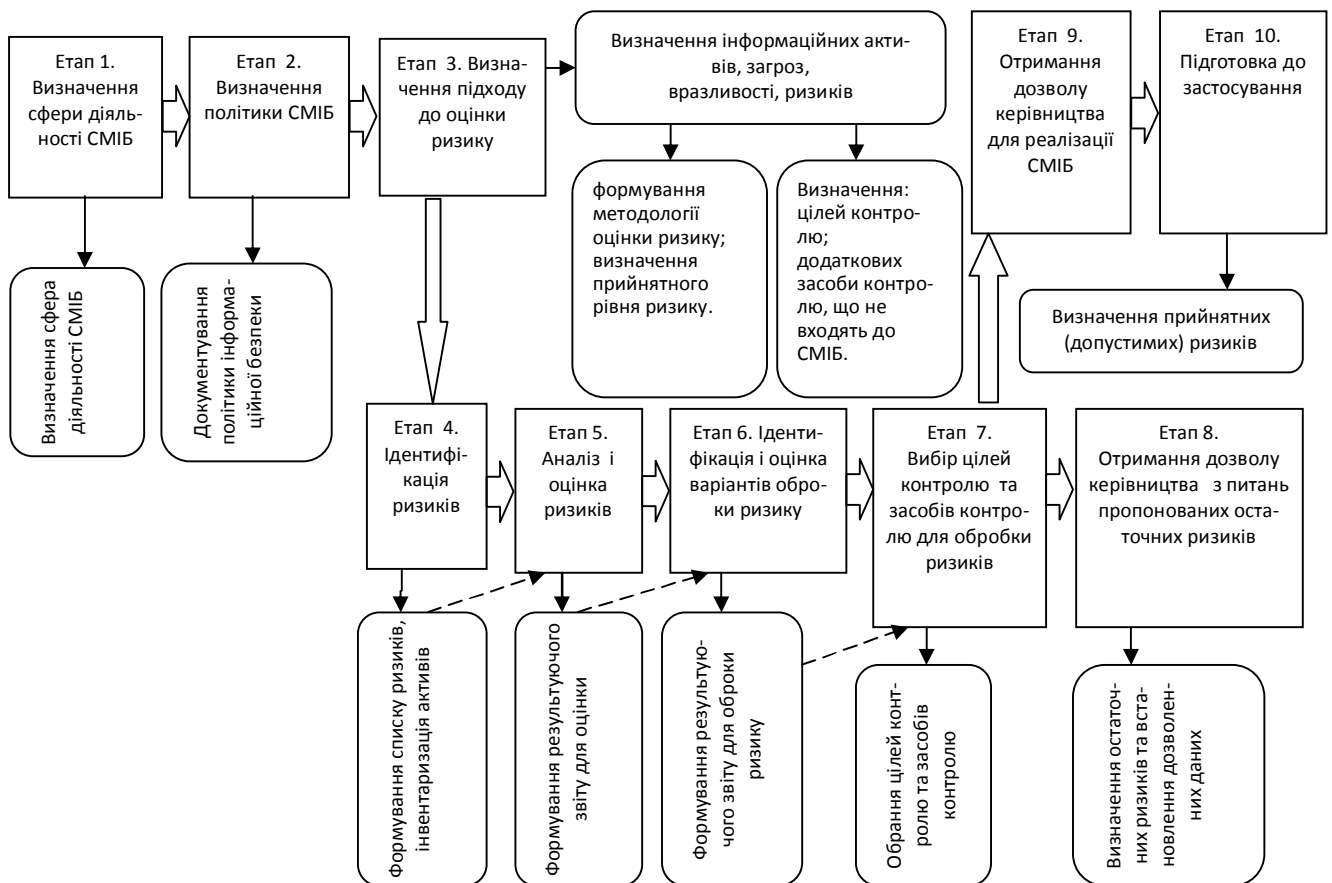 Етап 1.
Визначення
сфери діяль-
ності СМІБ
Етап 2.
Визначення
політики СМІБ
Етап 3. Визна-
чення підходу
до оцінки
ризику
Визначення інформаційних акти-
вів, загроз,
вразливості, ризиків
Етап 9.
Отримання
дозволу
керівництва
для реалізації
СМІБ
Етап 10.
Підготовка до
застосування
формування
методології
оцінки ризику;
визначення
прийнятного
рівня ризику.
Визначення:
цілей контро-
лю;
додаткових
засоби контро-
лю, що не
входять до
СМІБ.
Визначення сфера
діяльності СМІБ
Документування
політики інформа-
ційної безпеки
Визначення прийнятних
(допустимих) ризиків
Етап 4.
Ідентифі-
кація
ризиків
Етап 5.
Аналіз і
оцінка
ризиків
Етап 6. Іденти-
фікація і оцінка
варіантів обро-
ки ризику
Етап 7.
Вибір цілей
контролю та
засобів контро-
лю для обробки
ризиків
Етап 8.
Отримання дозволу
керівництва з питань
пропонованих оста-
точних ризиків
Формування списку ризиків,
інвентаризація активів
Формування результуючого
звіту для оцінки
Формування результую-
чого звіту для оброки
ризику
Обрання цілей конт-
ролю та засобів
контролю
Визначення остаточ-
них ризиків та вста-
новлення дозволен-
них даних